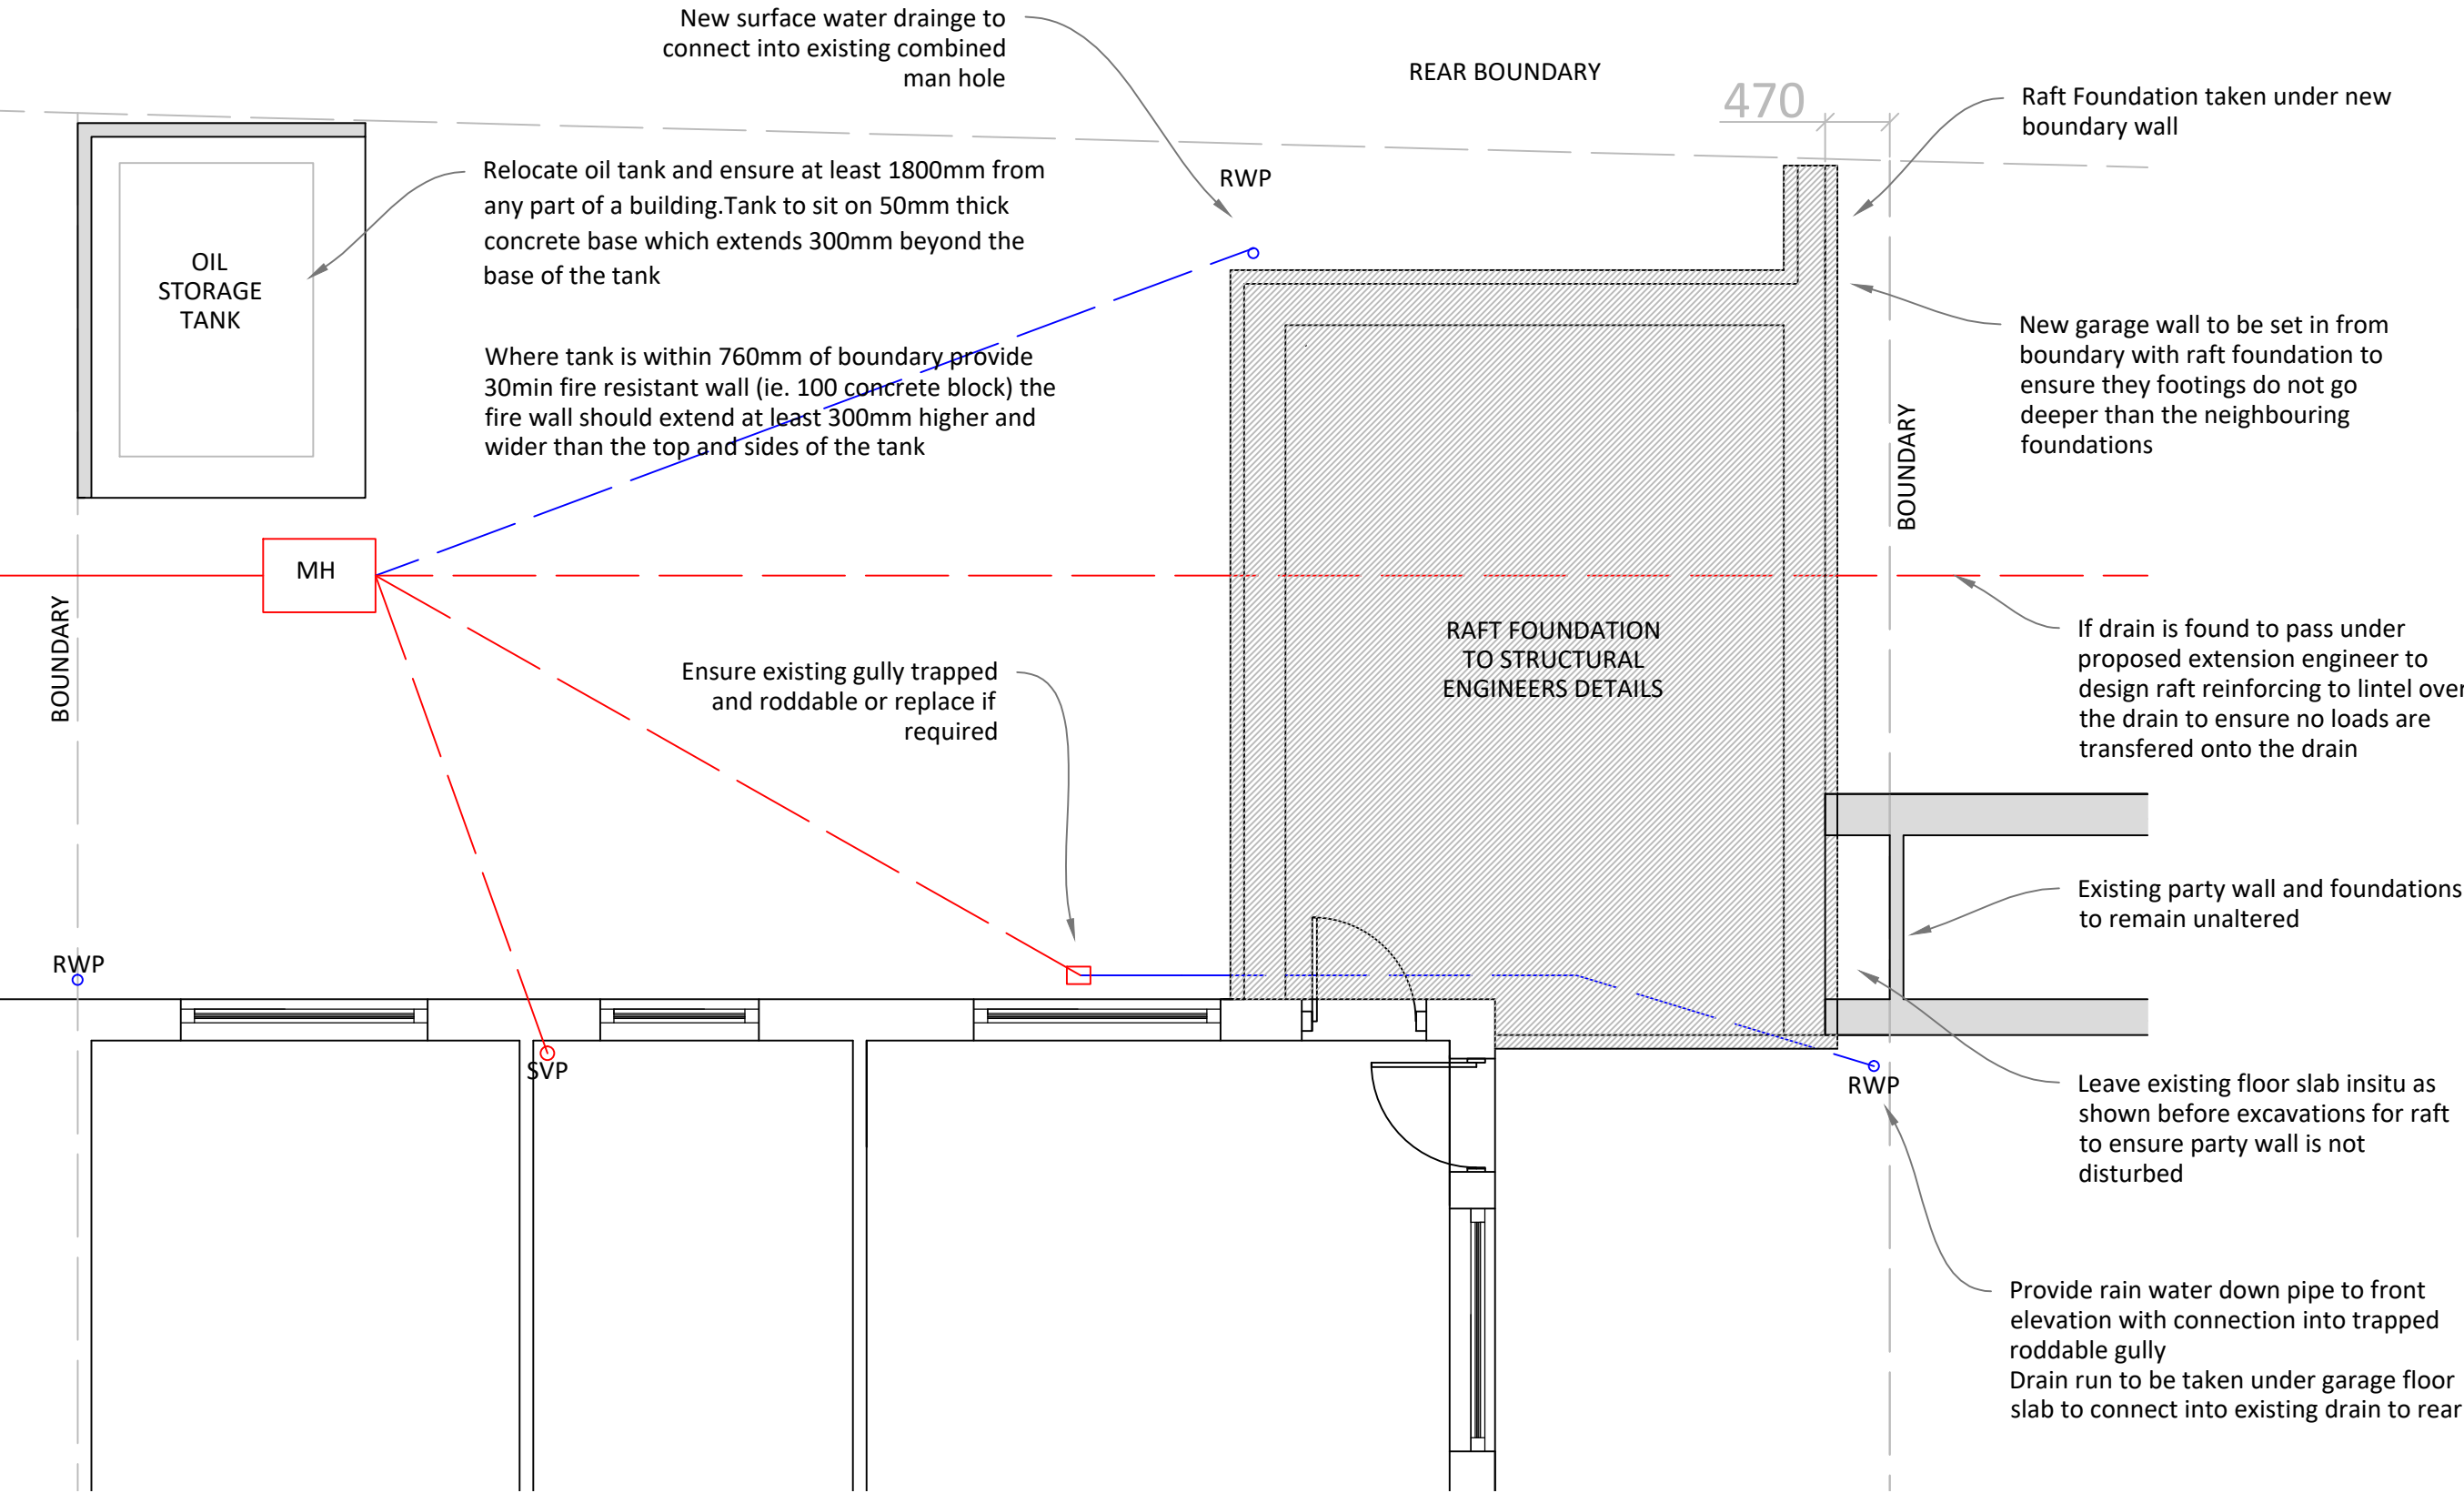 New surface water drainge to
connect into existing combined
man hole
REAR BOUNDARY
470
Raft Foundation taken under new
boundary wall
Relocate oil tank and ensure at least 1800mm from
any part of a building.Tank to sit on 50mm thick
concrete base which extends 300mm beyond the
base of the tank
RWP
OIL
STORAGE
TANK
Where tank is within 760mm of boundary provide
30min fire resistant wall (ie. 100 concrete block) the
fire wall should extend at least 300mm higher and
wider than the top and sides of the tank
New garage wall to be set in from
boundary with raft foundation to
ensure they footings do not go
deeper than the neighbouring
foundations
BOUNDARY
MH
BOUNDARY
RAFT FOUNDATION
TO STRUCTURAL
ENGINEERS DETAILS
If drain is found to pass under
proposed extension engineer to
design raft reinforcing to lintel over
the drain to ensure no loads are
transfered onto the drain
Ensure existing gully trapped
and roddable or replace if
required
Existing party wall and foundations
to remain unaltered
RWP
SVP
RWP
Leave existing floor slab insitu as
shown before excavations for raft
to ensure party wall is not
disturbed
Provide rain water down pipe to front
elevation with connection into trapped
roddable gully
Drain run to be taken under garage floor
slab to connect into existing drain to rear